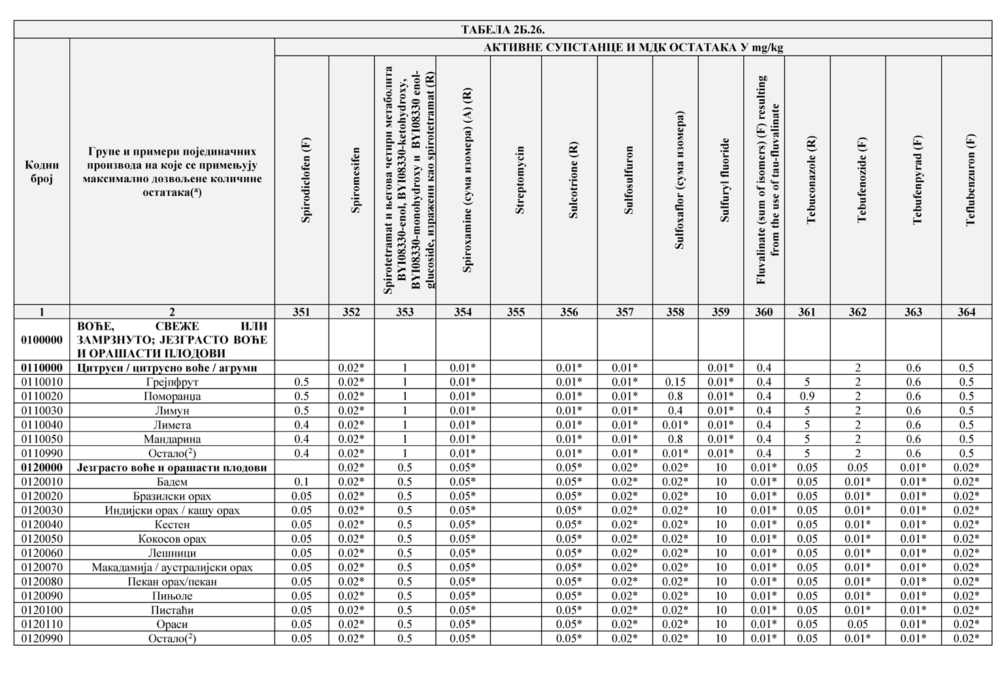 ТАБЕЛА 2Б.26.
АКТИВНЕ СУПСТАНЦЕ И МДК ОСТАТАКА У mg/kg
Кодни
број
Групе и примери појединачних
производа на које се примењују
максимално дозвољене количине
остатака(ᵃ)
Spirodiclofen (F)
Spiromesifen
Spirotetramat и његова четири метаболита
BYI08330-enol, BYI08330-ketohydroxy,
BYI08330-monohydroxy и BYI08330 enol-
glucoside, изражени као spirotetramat (R)
Spiroxamine (сума изомера) (A) (R)
Streptomycin
Sulcotrione (R)
Sulfosulfuron
Sulfoxaflor (сума изомера)
Sulfuryl fluoride
Fluvalinate (sum of isomers) (F) resulting
from the use of tau-fluvalinate
Tebuconazole (R)
Tebufenozide (F)
Tebufenpyrad (F)
Teflubenzuron (F)
1 2 351 352 353 354 355 356 357 358 359 360 361 362 363 364
ВОЋЕ, СВЕЖЕ ИЛИ
0100000 ЗАМРЗНУТО; ЈЕЗГРАСТО ВОЋЕ
И ОРАШАСТИ ПЛОДОВИ
0110000 Цитруси / цитрусно воће / агруми 0.02* 1 0.01* 0.01* 0.01* 0.01* 0.4 2 0.6 0.5
0110010 Грејпфрут 0.5 0.02* 1 0.01* 0.01* 0.01* 0.15 0.01* 0.4 5 2 0.6 0.5
0110020 Поморанџа 0.5 0.02* 1 0.01* 0.01* 0.01* 0.8 0.01* 0.4 0.9 2 0.6 0.5
0110030 Лимун 0.5 0.02* 1 0.01* 0.01* 0.01* 0.4 0.01* 0.4 5 2 0.6 0.5
0110040 Лимета 0.4 0.02* 1 0.01* 0.01* 0.01* 0.01* 0.01* 0.4 5 2 0.6 0.5
0110050 Мандарина 0.4 0.02* 1 0.01* 0.01* 0.01* 0.8 0.01* 0.4 5 2 0.6 0.5
0110990 Остало(²) 0.4 0.02* 1 0.01* 0.01* 0.01* 0.01* 0.01* 0.4 5 2 0.6 0.5
0120000 Језграсто воће и орашасти плодови 0.02* 0.5 0.05* 0.05* 0.02* 0.02* 10 0.01* 0.05 0.05 0.01* 0.02*
0120010 Бадем 0.1 0.02* 0.5 0.05* 0.05* 0.02* 0.02* 10 0.01* 0.05 0.01* 0.01* 0.02*
0120020 Бразилски орах 0.05 0.02* 0.5 0.05* 0.05* 0.02* 0.02* 10 0.01* 0.05 0.01* 0.01* 0.02*
0120030 Индијски орах / кашу орах 0.05 0.02* 0.5 0.05* 0.05* 0.02* 0.02* 10 0.01* 0.05 0.01* 0.01* 0.02*
0120040 Кестен 0.05 0.02* 0.5 0.05* 0.05* 0.02* 0.02* 10 0.01* 0.05 0.01* 0.01* 0.02*
0120050 Кокосов орах 0.05 0.02* 0.5 0.05* 0.05* 0.02* 0.02* 10 0.01* 0.05 0.01* 0.01* 0.02*
0120060 Лешници 0.05 0.02* 0.5 0.05* 0.05* 0.02* 0.02* 10 0.01* 0.05 0.01* 0.01* 0.02*
0120070 Макадамија / аустралијски орах 0.05 0.02* 0.5 0.05* 0.05* 0.02* 0.02* 10 0.01* 0.05 0.01* 0.01* 0.02*
0120080 Пекан орах/пекан 0.05 0.02* 0.5 0.05* 0.05* 0.02* 0.02* 10 0.01* 0.05 0.01* 0.01* 0.02*
0120090 Пињоле 0.05 0.02* 0.5 0.05* 0.05* 0.02* 0.02* 10 0.01* 0.05 0.01* 0.01* 0.02*
0120100 Пистаћи 0.05 0.02* 0.5 0.05* 0.05* 0.02* 0.02* 10 0.01* 0.05 0.01* 0.01* 0.02*
0120110 Ораси 0.05 0.02* 0.5 0.05* 0.05* 0.02* 0.02* 10 0.01* 0.05 0.05 0.01* 0.02*
0120990 Остало(²) 0.05 0.02* 0.5 0.05* 0.05* 0.02* 0.02* 10 0.01* 0.05 0.01* 0.01* 0.02*